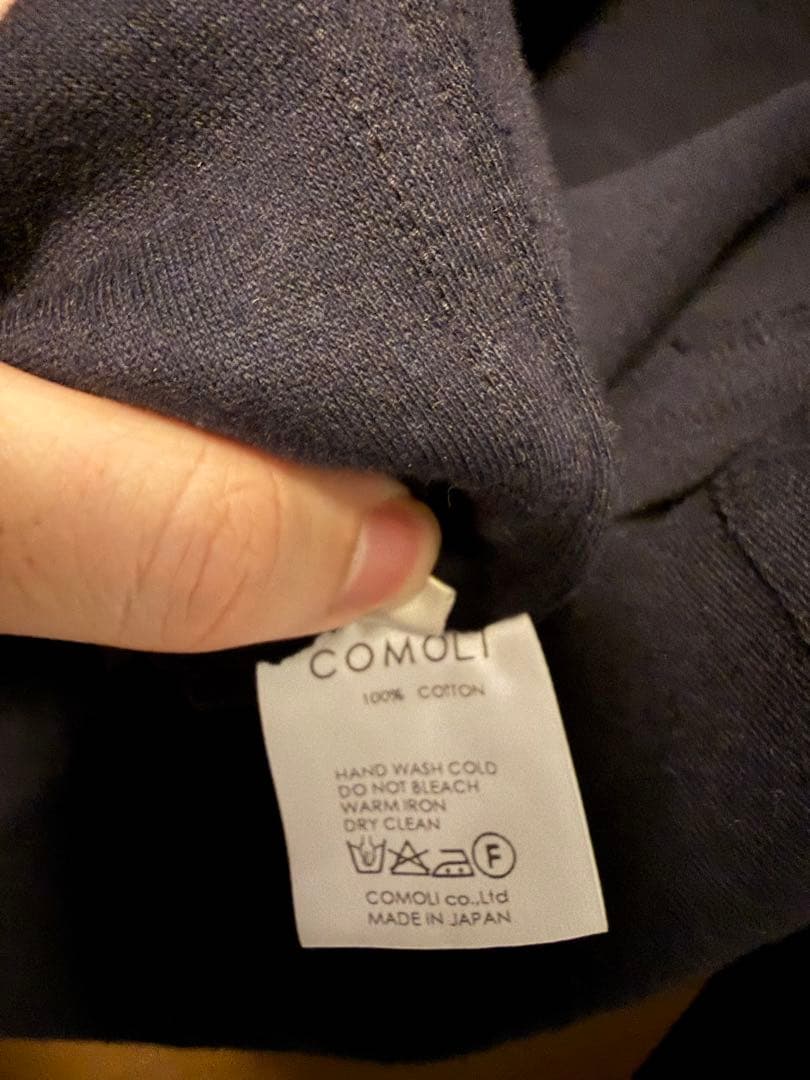 COMOLI
100% COTTON
HAND WASH COLD
DO NOT BLEACH
WARM IRON
DRY CLEAN
F
COMOLI co.,Ltd
MADE IN JAPAN